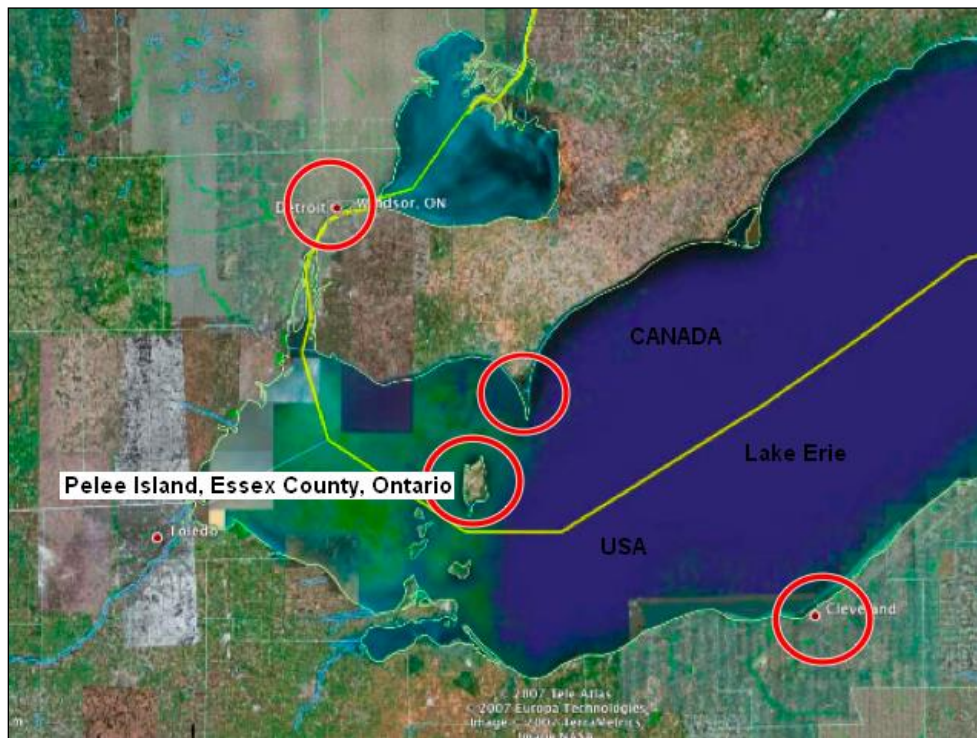 Detroit
Windsor, ON
CANADA
Lake Erie
Pelee Island, Essex County, Ontario
Toledo
USA
Cleveland
© 2007 Tele Atlas
© 2007 Europa Technologies
Image © 2007 TerraMetrics
Image NASA
m